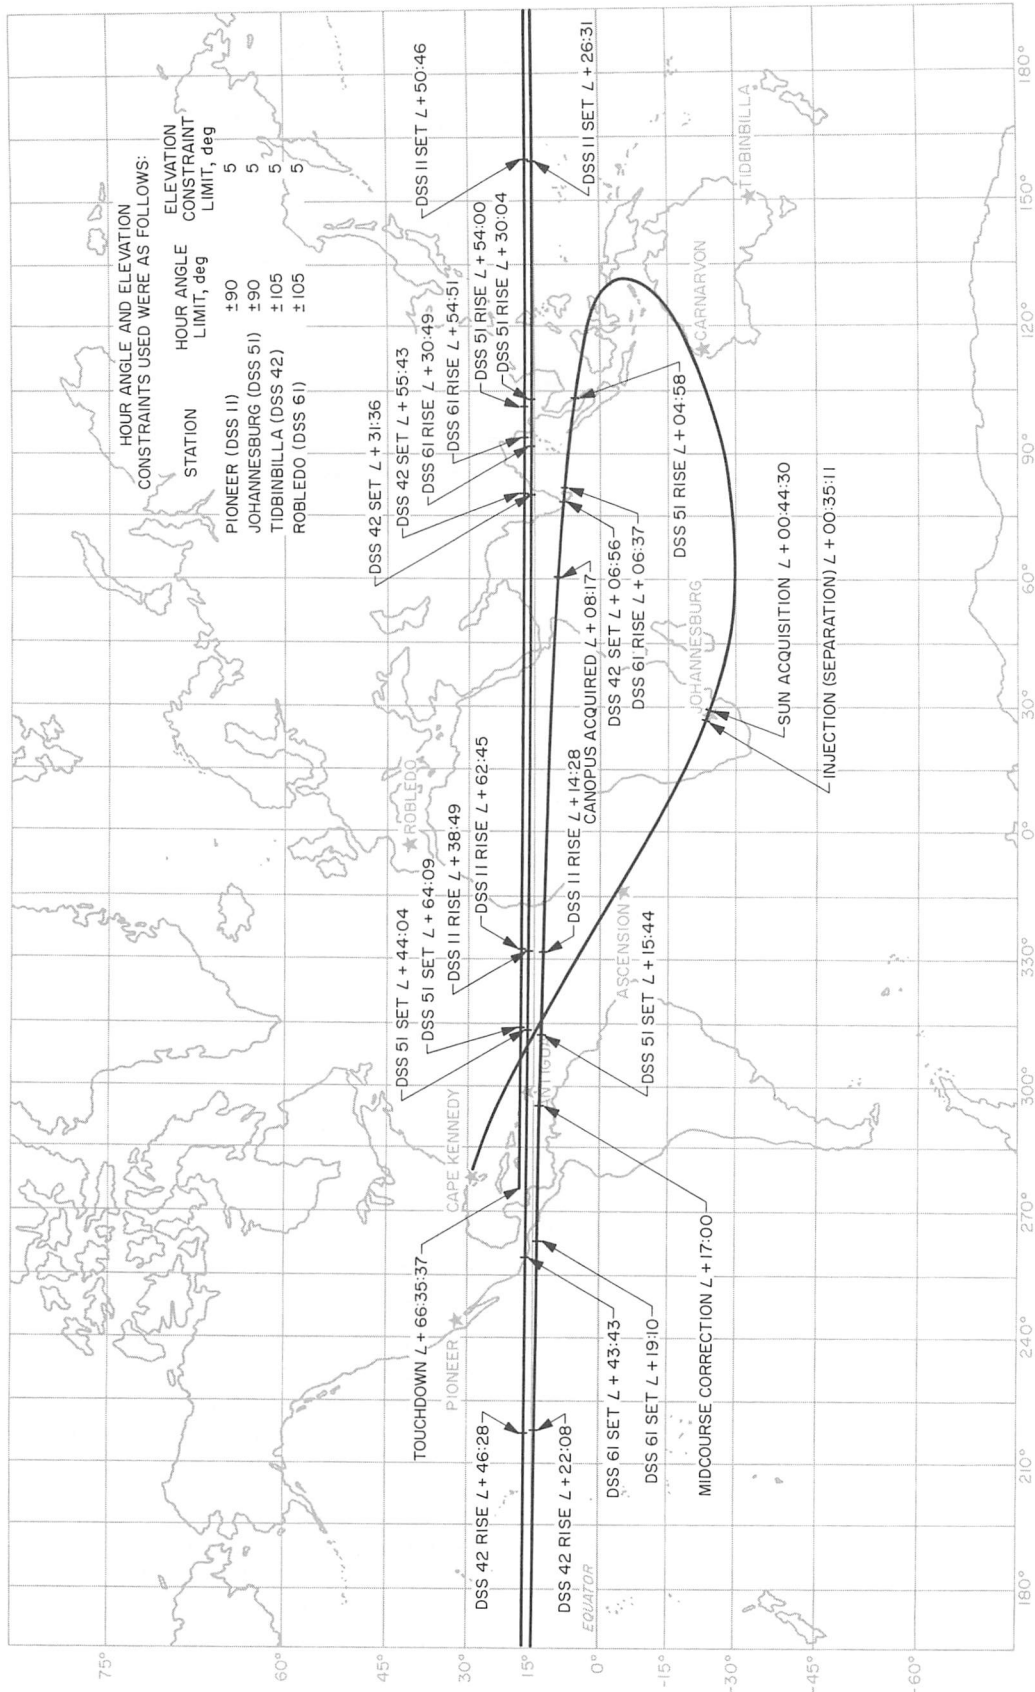 HOUR ANGLE AND ELEVATION
CONSTRAINTS USED WERE AS FOLLOWS:
STATION HOUR ANGLE LIMIT, deg ELEVATION CONSTRAINT LIMIT, deg
PIONEER (DSS 11) ±90 5
JOHANNESBURG (DSS 51) ±90 5
TIDBINBILLA (DSS 42) ±105 5
ROBLEDO (DSS 61) ±105 5
DSS 11 SET L + 50:46
DSS 11 SET L + 26:31
DSS 42 SET L + 31:36
DSS 42 SET L + 55:43
DSS 61 RISE L + 30:49
DSS 61 RISE L + 54:51
DSS 51 RISE L + 54:00
DSS 51 RISE L + 30:04
DSS 51 SET L + 44:04
DSS 51 SET L + 64:09
DSS 11 RISE L + 38:49
DSS 11 RISE L + 62:45
TOUCHDOWN L + 66:35:37
DSS 42 RISE L + 46:28
DSS 42 RISE L + 22:08
DSS 61 SET L + 43:43
DSS 61 SET L + 19:10
MIDCOURSE CORRECTION L + 17:00
DSS 51 SET L + 15:44
DSS 11 RISE L + 14:28
CANOPUS ACQUIRED L + 08:17
DSS 42 SET L + 06:56
DSS 61 RISE L + 06:37
DSS 51 RISE L + 04:58
SUN ACQUISITION L + 00:44:30
INJECTION (SEPARATION) L + 00:35:11
PIONEER
CAPE KENNEDY
ANTIGUA
ASCENSION
ROBLEDO
JOHANNESBURG
CARNARVON
TIDBINBILLA
EQUATOR
75°
60°
45°
30°
15°
0°
-15°
-30°
-45°
-60°
180°
210°
240°
270°
300°
330°
0°
30°
60°
90°
120°
150°
180°